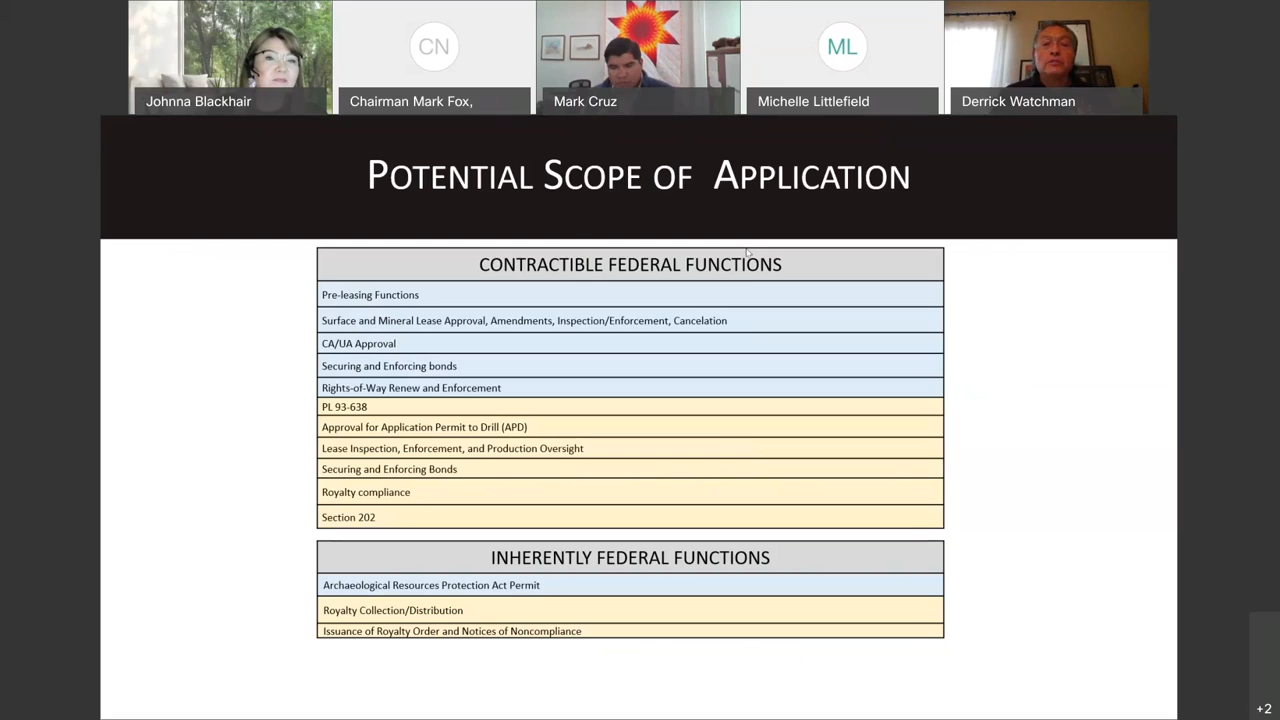 CN
ML
Johnna Blackhair
Chairman Mark Fox,
Mark Cruz
Michelle Littlefield
Derrick Watchman
POTENTIAL SCOPE OF APPLICATION
CONTRACTIBLE FEDERAL FUNCTIONS
Pre-leasing Functions
Surface and Mineral Lease Approval, Amendments, Inspection/Enforcement, Cancelation
CA/UA Approval
Securing and Enforcing bonds
Rights-of-Way Renew and Enforcement
PL 93-638
Approval for Application Permit to Drill (APD)
Lease Inspection, Enforcement, and Production Oversight
Securing and Enforcing Bonds
Royalty compliance
Section 202
INHERENTLY FEDERAL FUNCTIONS
Archaeological Resources Protection Act Permit
Royalty Collection/Distribution
Issuance of Royalty Order and Notices of Noncompliance
+2